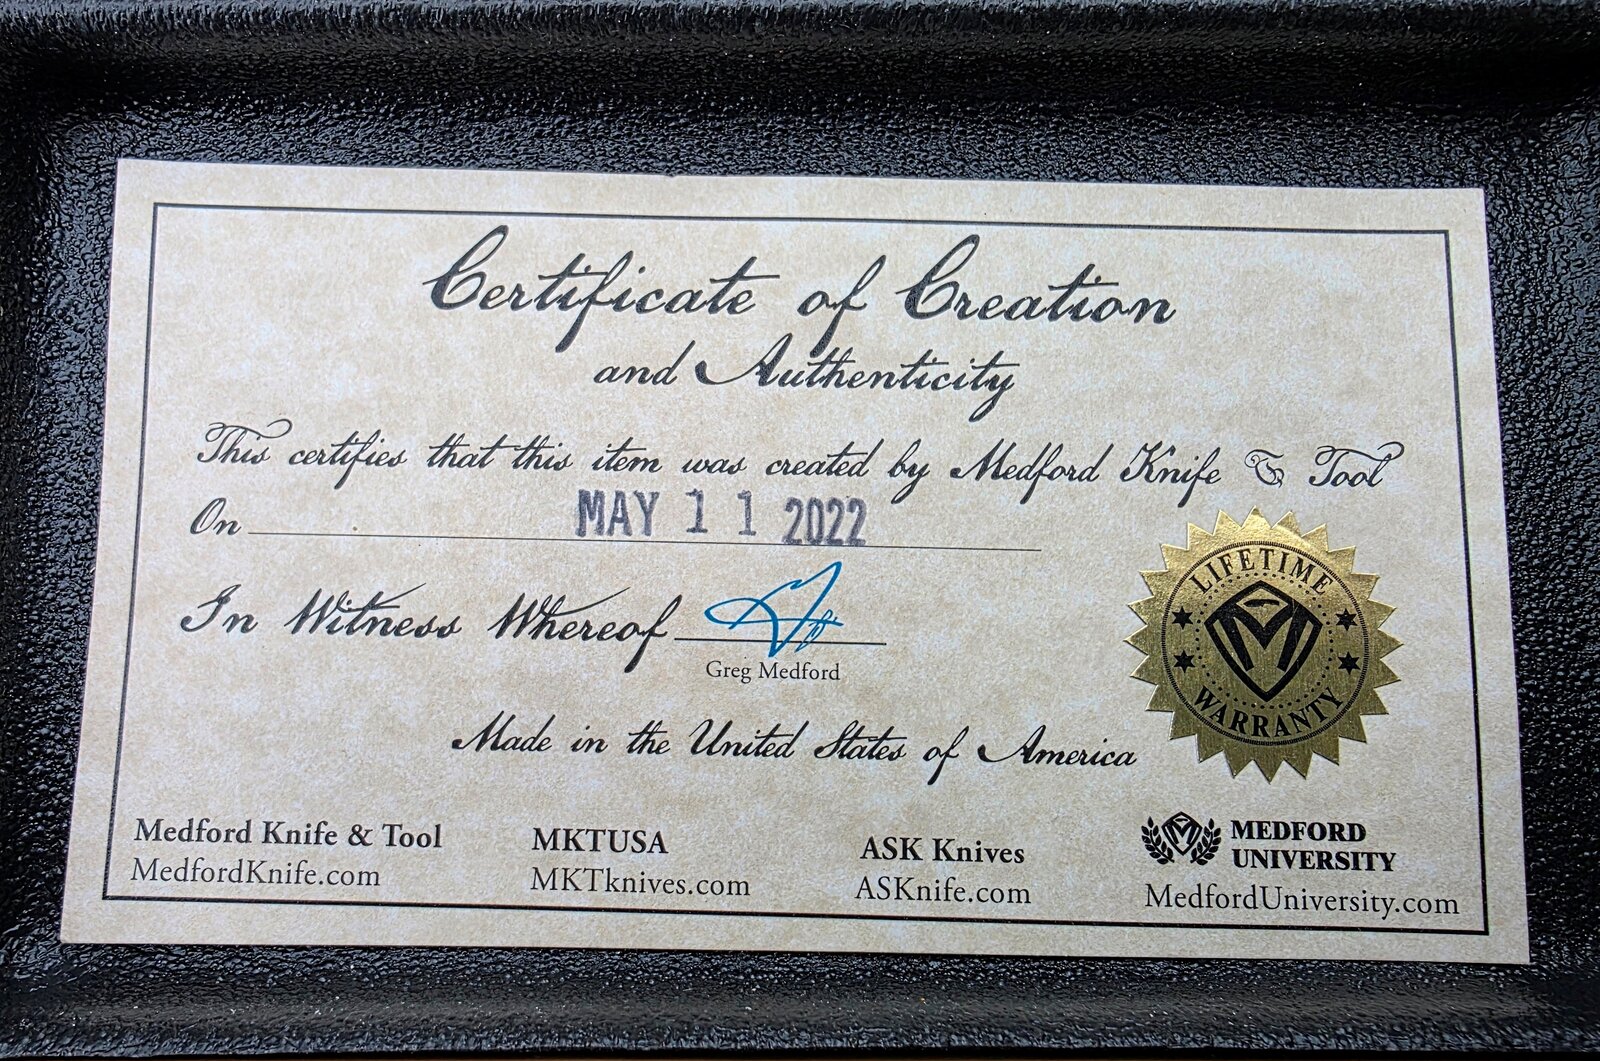 Certificate of Creation
and Authenticity
This certifies that this item was created by Medford Knife & Tool
On MAY 11 2022
In Witness Whereof
Greg Medford
LIFETIME
M
WARRANTY
Made in the United States of America
Medford Knife & Tool
MedfordKnife.com
MKTUSA
MKTknives.com
ASK Knives
ASKnife.com
M
MEDFORD
UNIVERSITY
MedfordUniversity.com